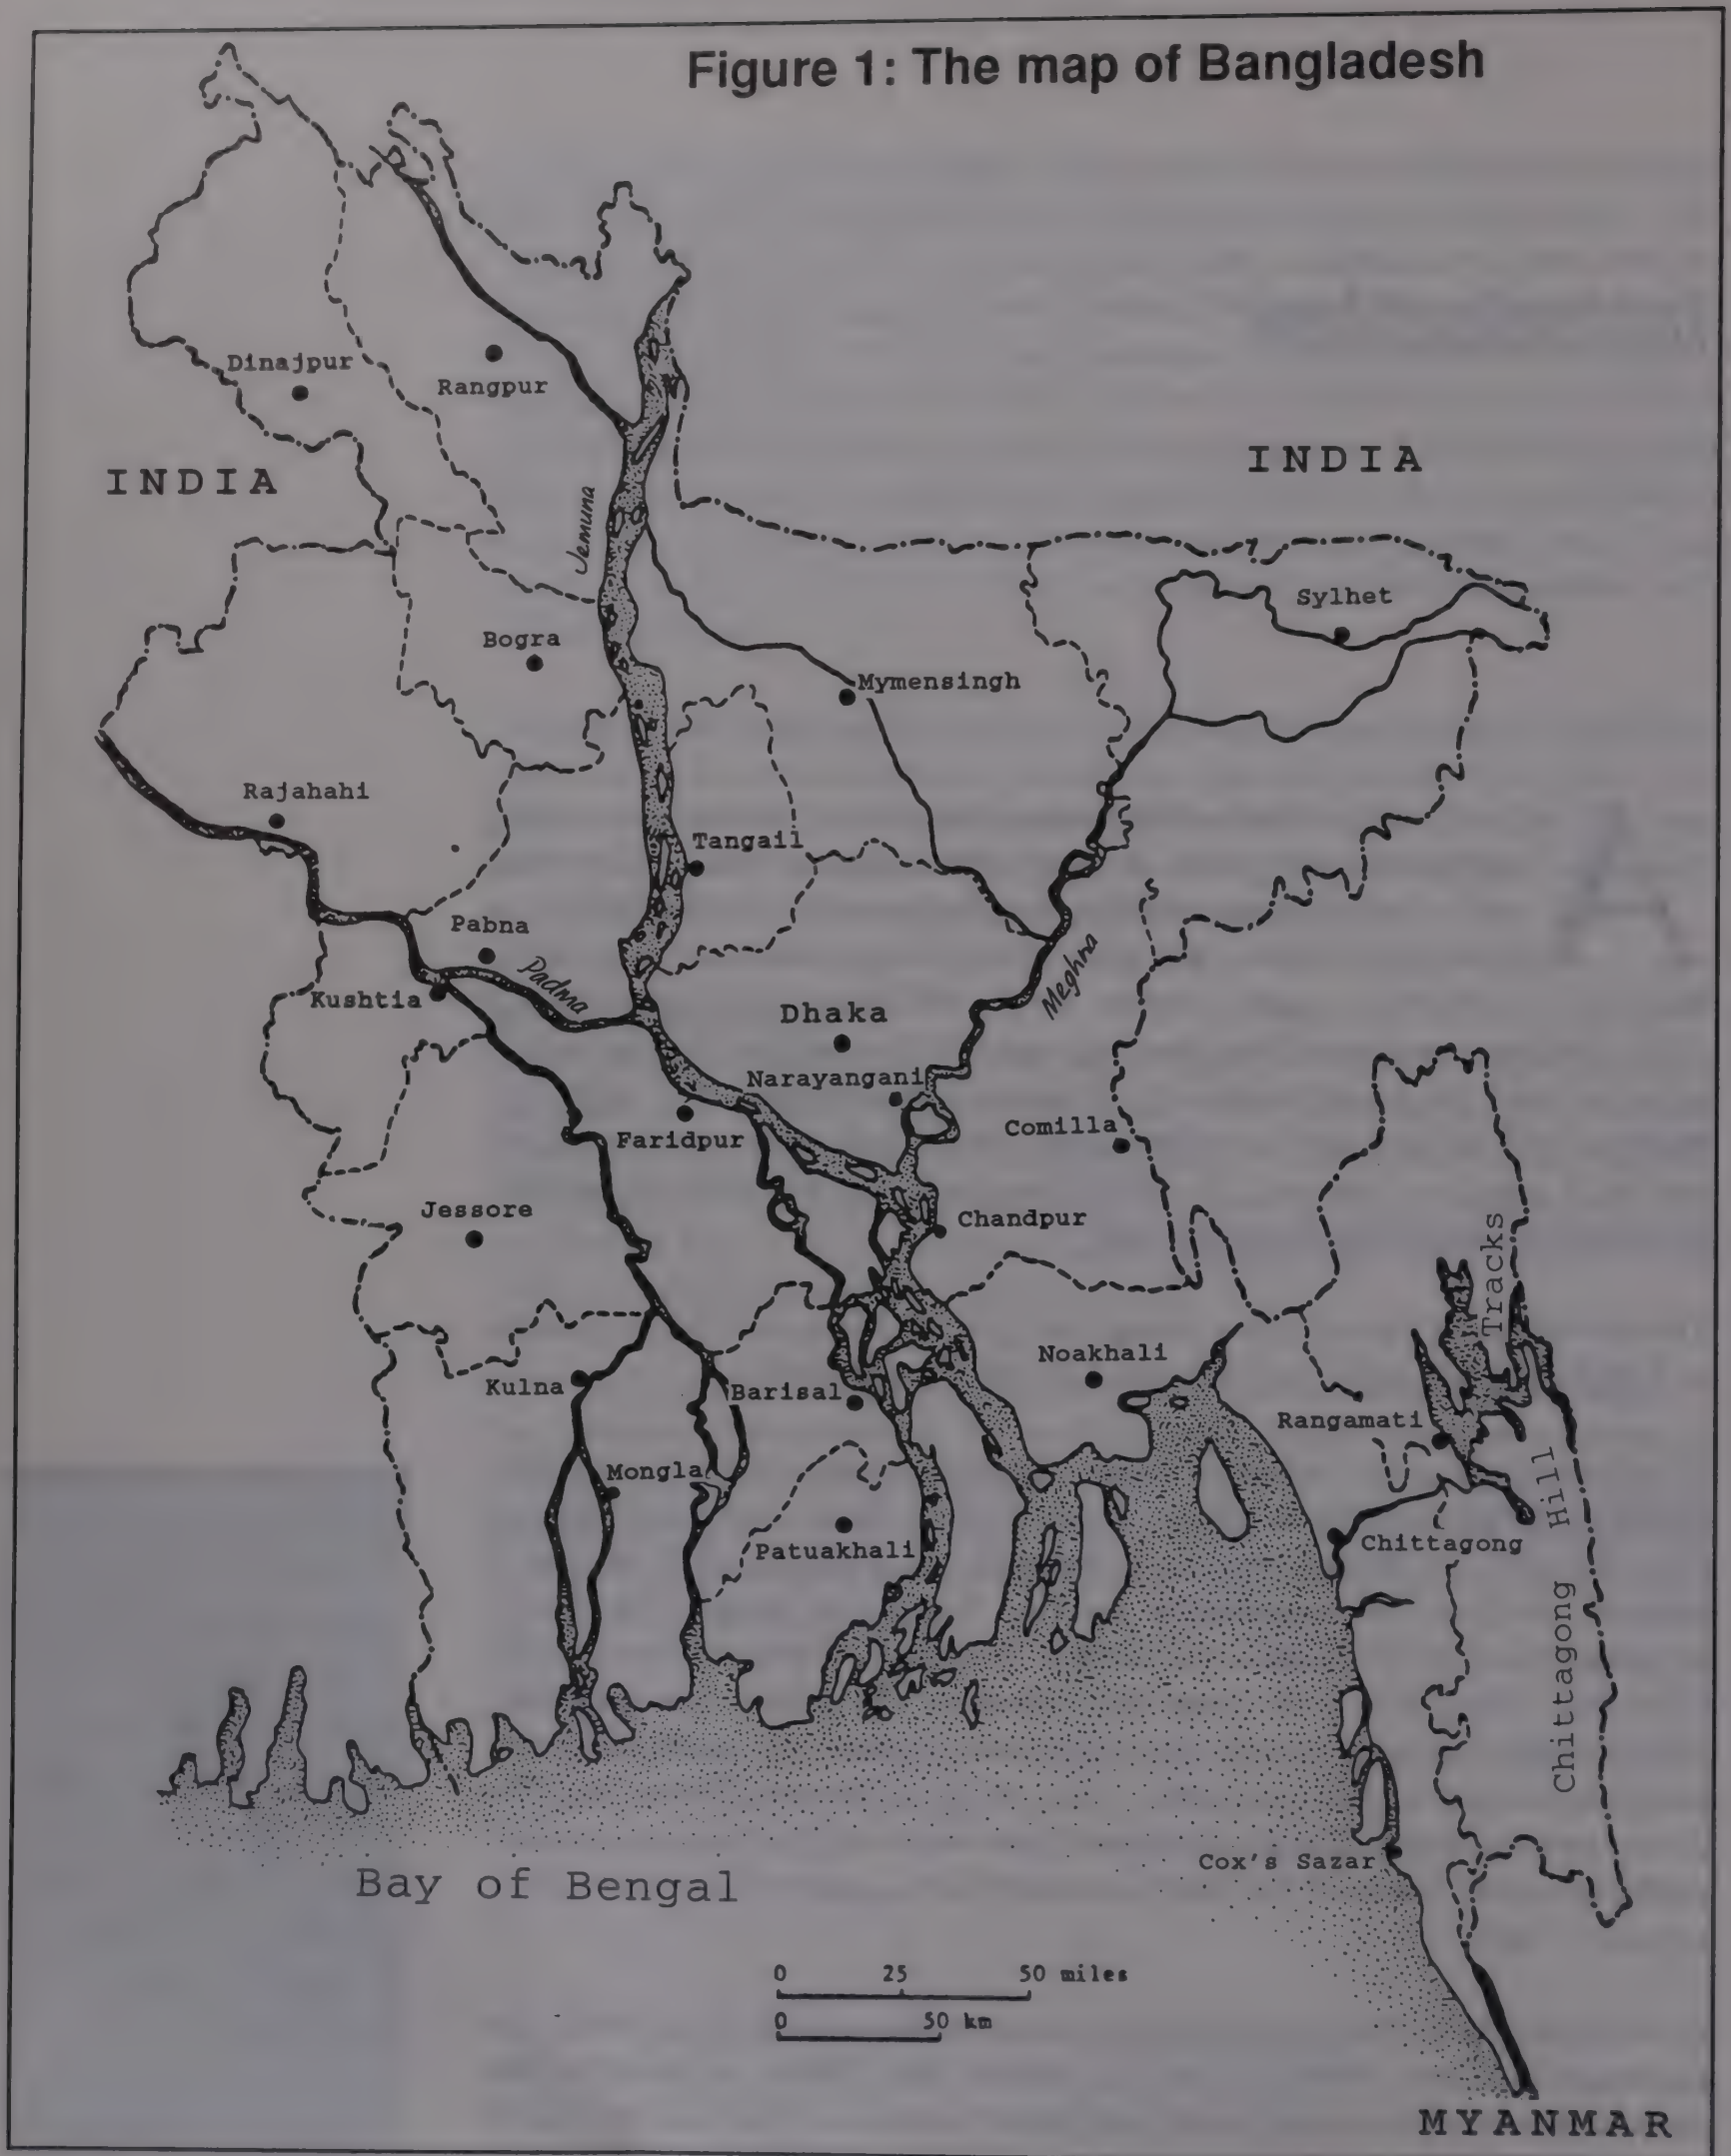 Figure 1: The map of Bangladesh
Dinajpur
Rangpur
INDIA
INDIA
Jemuna
Sylhet
Bogra
Mymensingh
Rajahahi
Tangail
Pabna
Padma
Meghna
Kushtia
Dhaka
Narayangani
Comilla
Faridpur
Jessore
Chandpur
Noakhali
Kulna
Barisal
Rangamati
Mongla
Patuakhali
Chittagong
Chittagong Hill Tracks
Cox's Sazar
Bay of Bengal
0 25 50 miles
0 50 km
MYANMAR